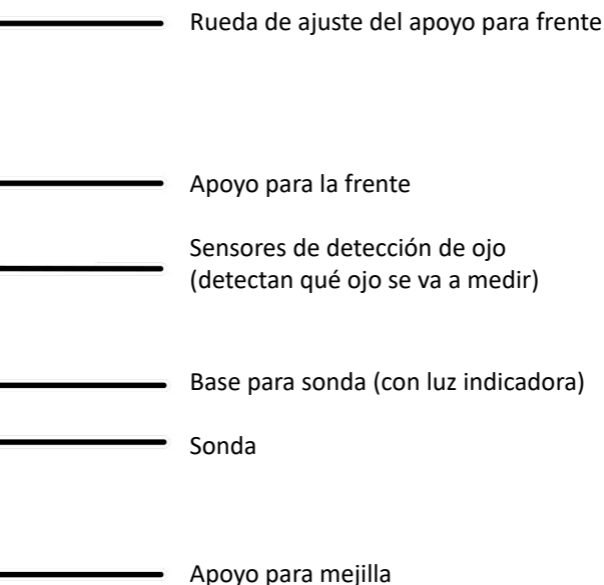 Rueda de ajuste del apoyo para frente
Apoyo para la frente
Sensores de detección de ojo
(detectan qué ojo se va a medir)
Base para sonda (con luz indicadora)
Sonda
Apoyo para mejilla